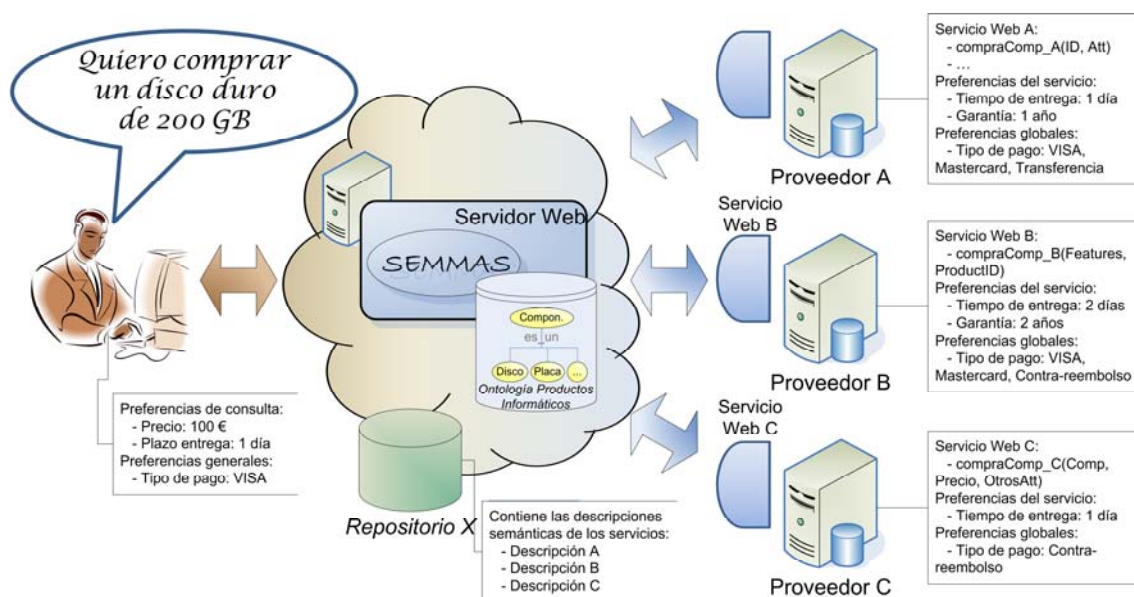 Quiero comprar
un disco duro
de 200 GB
Preferencias de consulta:
- Precio: 100 €
- Plazo entrega: 1 día
Preferencias generales:
- Tipo de pago: VISA
Servidor Web
SEMMAS
Compon.
es un
Disco
Placa
...
Ontología Productos
Informáticos
Repositorio X
Contiene las descripciones
semánticas de los servicios:
- Descripción A
- Descripción B
- Descripción C
Proveedor A
Servicio Web A:
- compraComp_A(ID, Att)
- ...
Preferencias del servicio:
- Tiempo de entrega: 1 día
- Garantía: 1 año
Preferencias globales:
- Tipo de pago: VISA,
Mastercard, Transferencia
Servicio
Web B
Proveedor B
Servicio Web B:
- compraComp_B(Features,
ProductID)
Preferencias del servicio:
- Tiempo de entrega: 2 días
- Garantía: 2 años
Preferencias globales:
- Tipo de pago: VISA,
Mastercard, Contra-reembolso
Servicio
Web C
Proveedor C
Servicio Web C:
- compraComp_C(Comp,
Precio, OtrosAtt)
Preferencias del servicio:
- Tiempo de entrega: 1 día
Preferencias globales:
- Tipo de pago: Contra-
reembolso